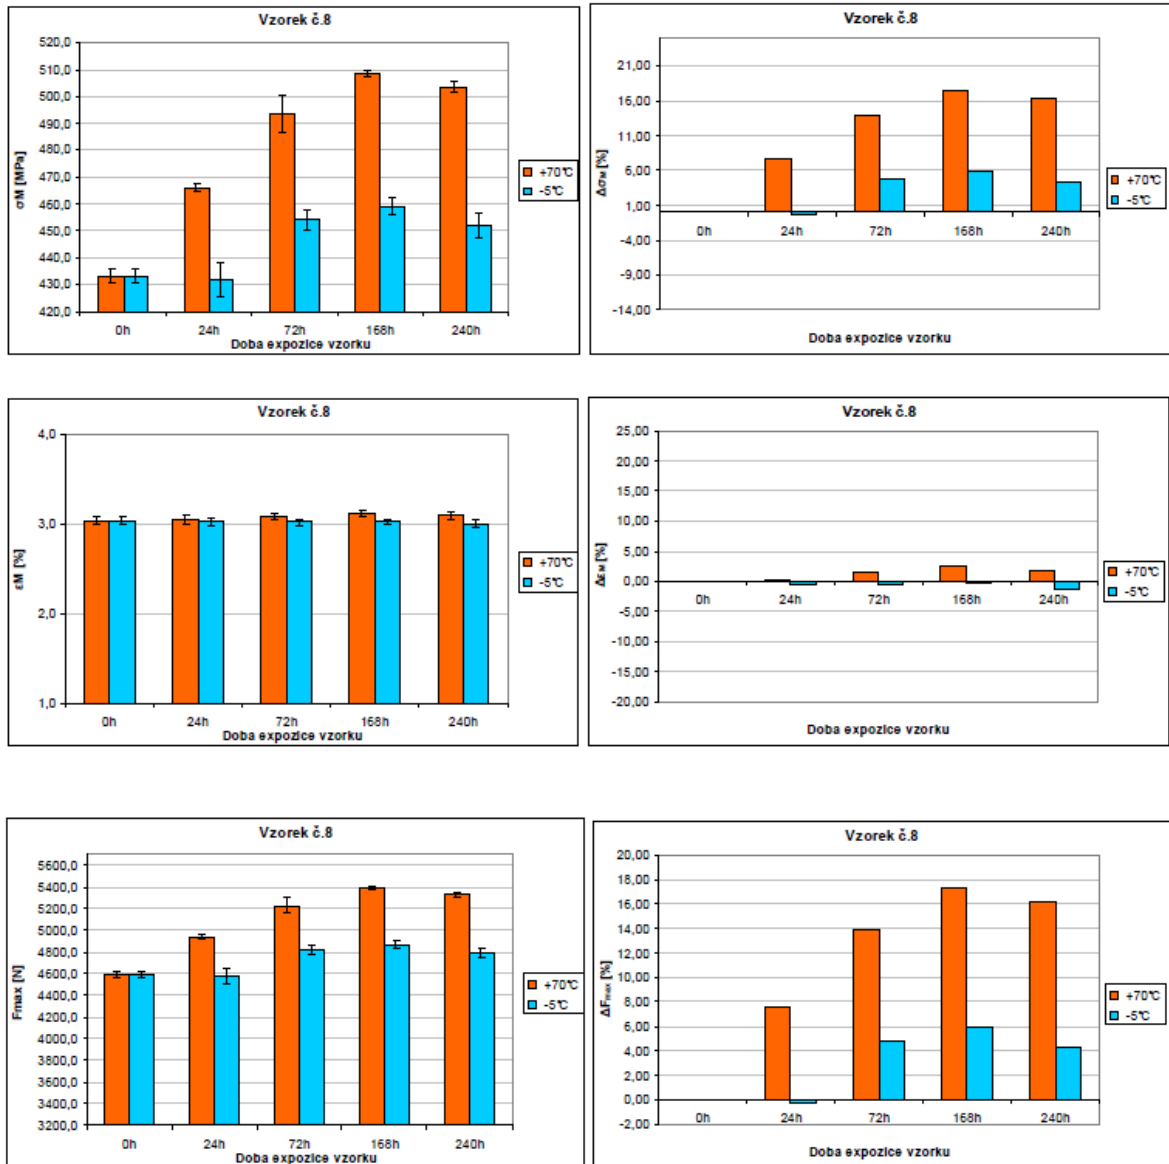 Vzorek č.8
σM [MPa]
520,0
510,0
500,0
490,0
480,0
470,0
460,0
450,0
440,0
430,0
420,0
0h 24h 72h 168h 240h
Doba expozice vzorku
+70°C
-5°C
Vzorek č.8
ΔσM [%]
21,00
16,00
11,00
6,00
1,00
-4,00
-9,00
-14,00
0h 24h 72h 168h 240h
Doba expozice vzorku
+70°C
-5°C
Vzorek č.8
εM [%]
4,0
3,0
2,0
1,0
0h 24h 72h 168h 240h
Doba expozice vzorku
+70°C
-5°C
Vzorek č.8
ΔεM [%]
25,00
20,00
15,00
10,00
5,00
0,00
-5,00
-10,00
-15,00
-20,00
0h 24h 72h 168h 240h
Doba expozice vzorku
+70°C
-5°C
Vzorek č.8
Fmax [N]
5600,0
5400,0
5200,0
5000,0
4800,0
4600,0
4400,0
4200,0
4000,0
3800,0
3600,0
3400,0
3200,0
0h 24h 72h 168h 240h
Doba expozice vzorku
+70°C
-5°C
Vzorek č.8
ΔFmax [%]
20,00
18,00
16,00
14,00
12,00
10,00
8,00
6,00
4,00
2,00
0,00
-2,00
0h 24h 72h 168h 240h
Doba expozice vzorku
+70°C
-5°C